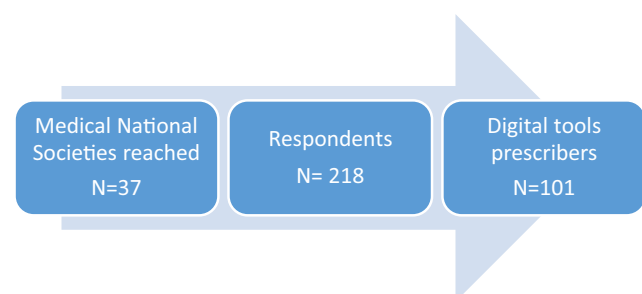 Medical National
Societies reached
N=37
Respondents
N= 218
Digital tools
prescribers
N=101